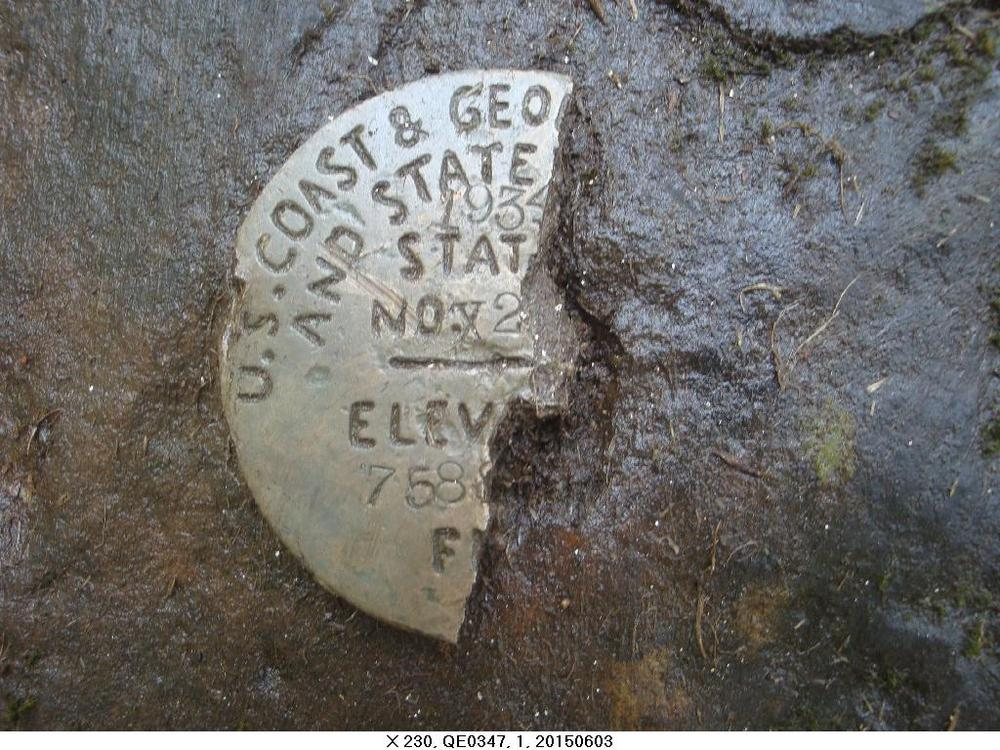 U.S. COAST & GEO
AND STATE
193
STAT
NO. X 2
ELEV
758
F
X 230, QE0347, 1, 20150603